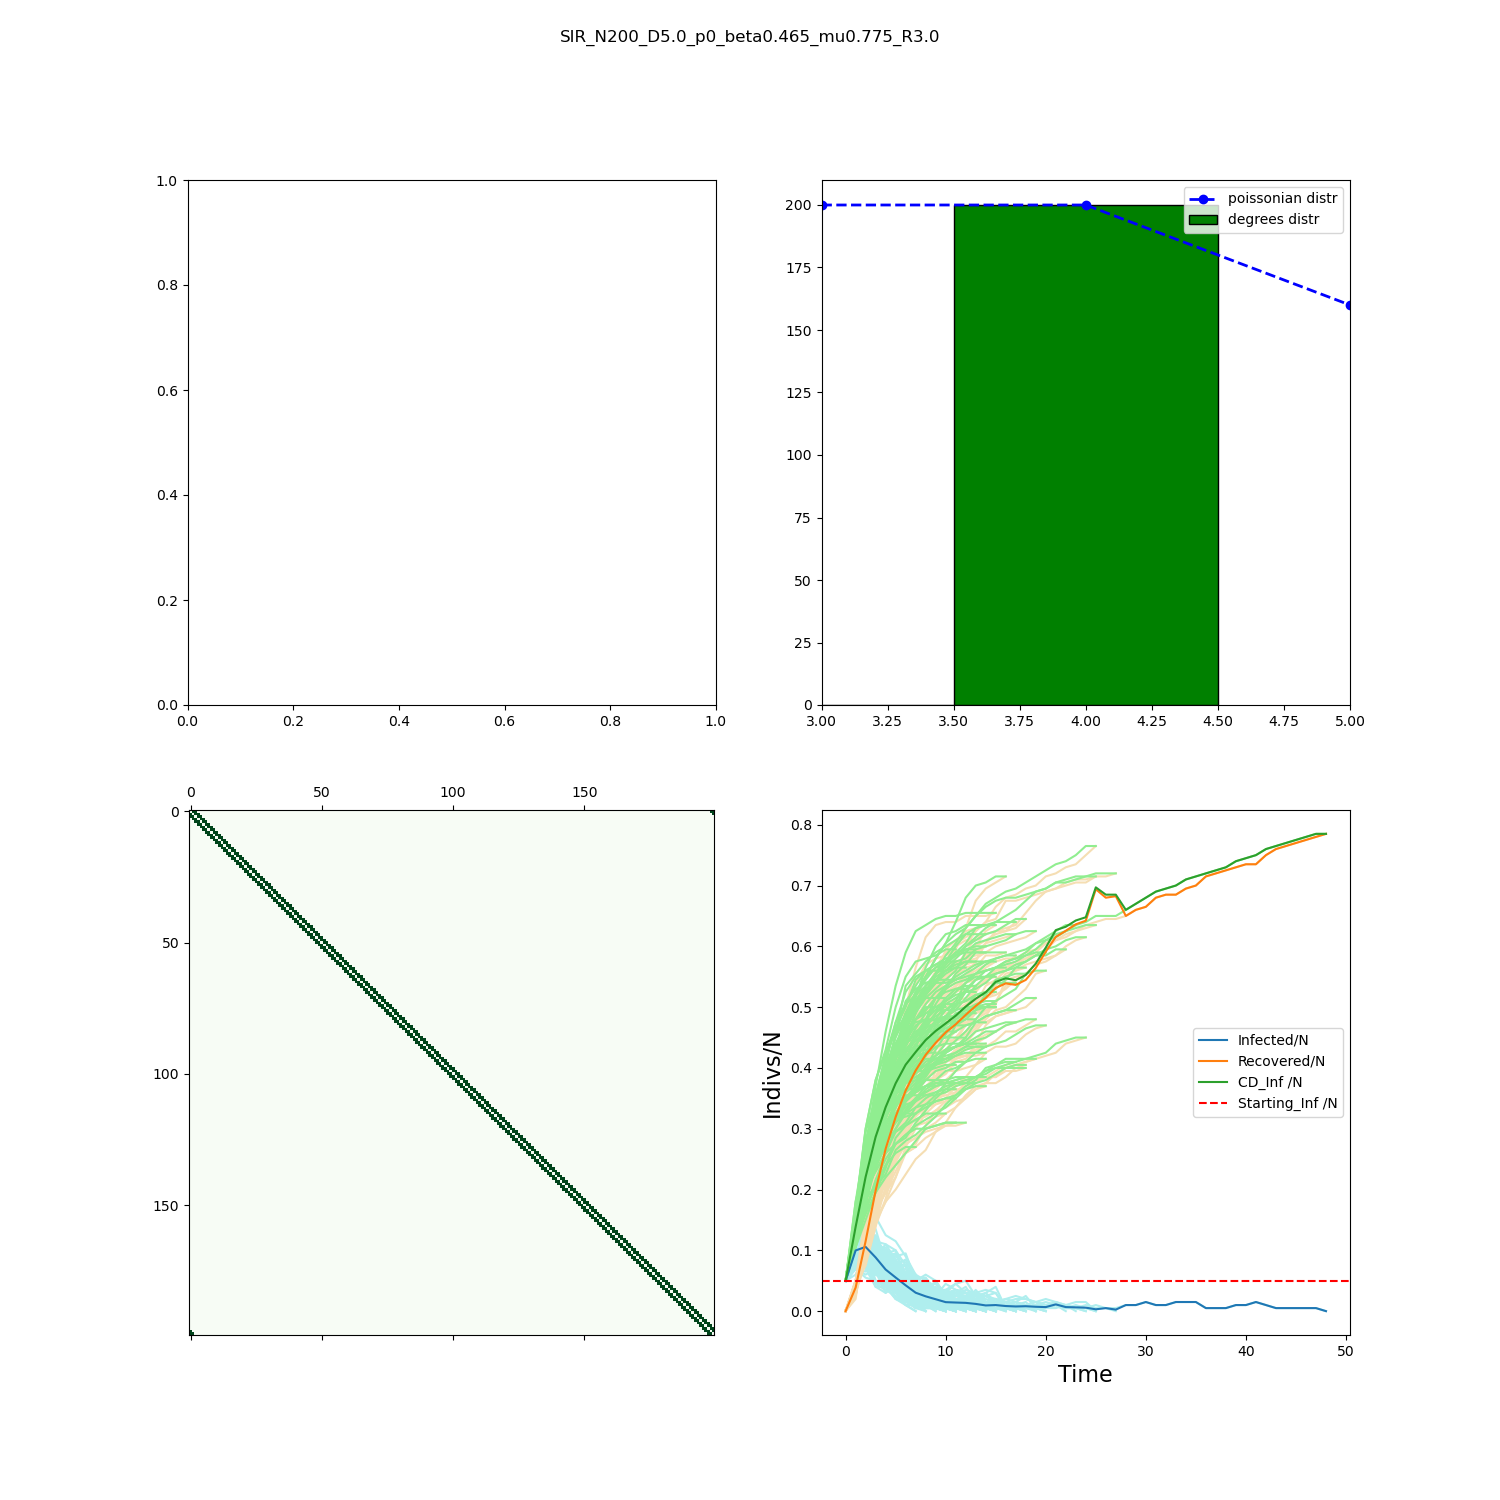 SIR_N200_D5.0_p0_beta0.465_mu0.775_R3.0
1.0
0.8
0.6
0.4
0.2
0.0
0.0 0.2 0.4 0.6 0.8 1.0
200
175
150
125
100
75
50
25
0
3.00 3.25 3.50 3.75 4.00 4.25 4.50 4.75 5.00
poissonian distr
degrees distr
0 50 100 150
0
50
100
150
Indivs/N
0.8
0.7
0.6
0.5
0.4
0.3
0.2
0.1
0.0
0 10 20 30 40 50
Time
Infected/N
Recovered/N
CD_Inf /N
Starting_Inf /N